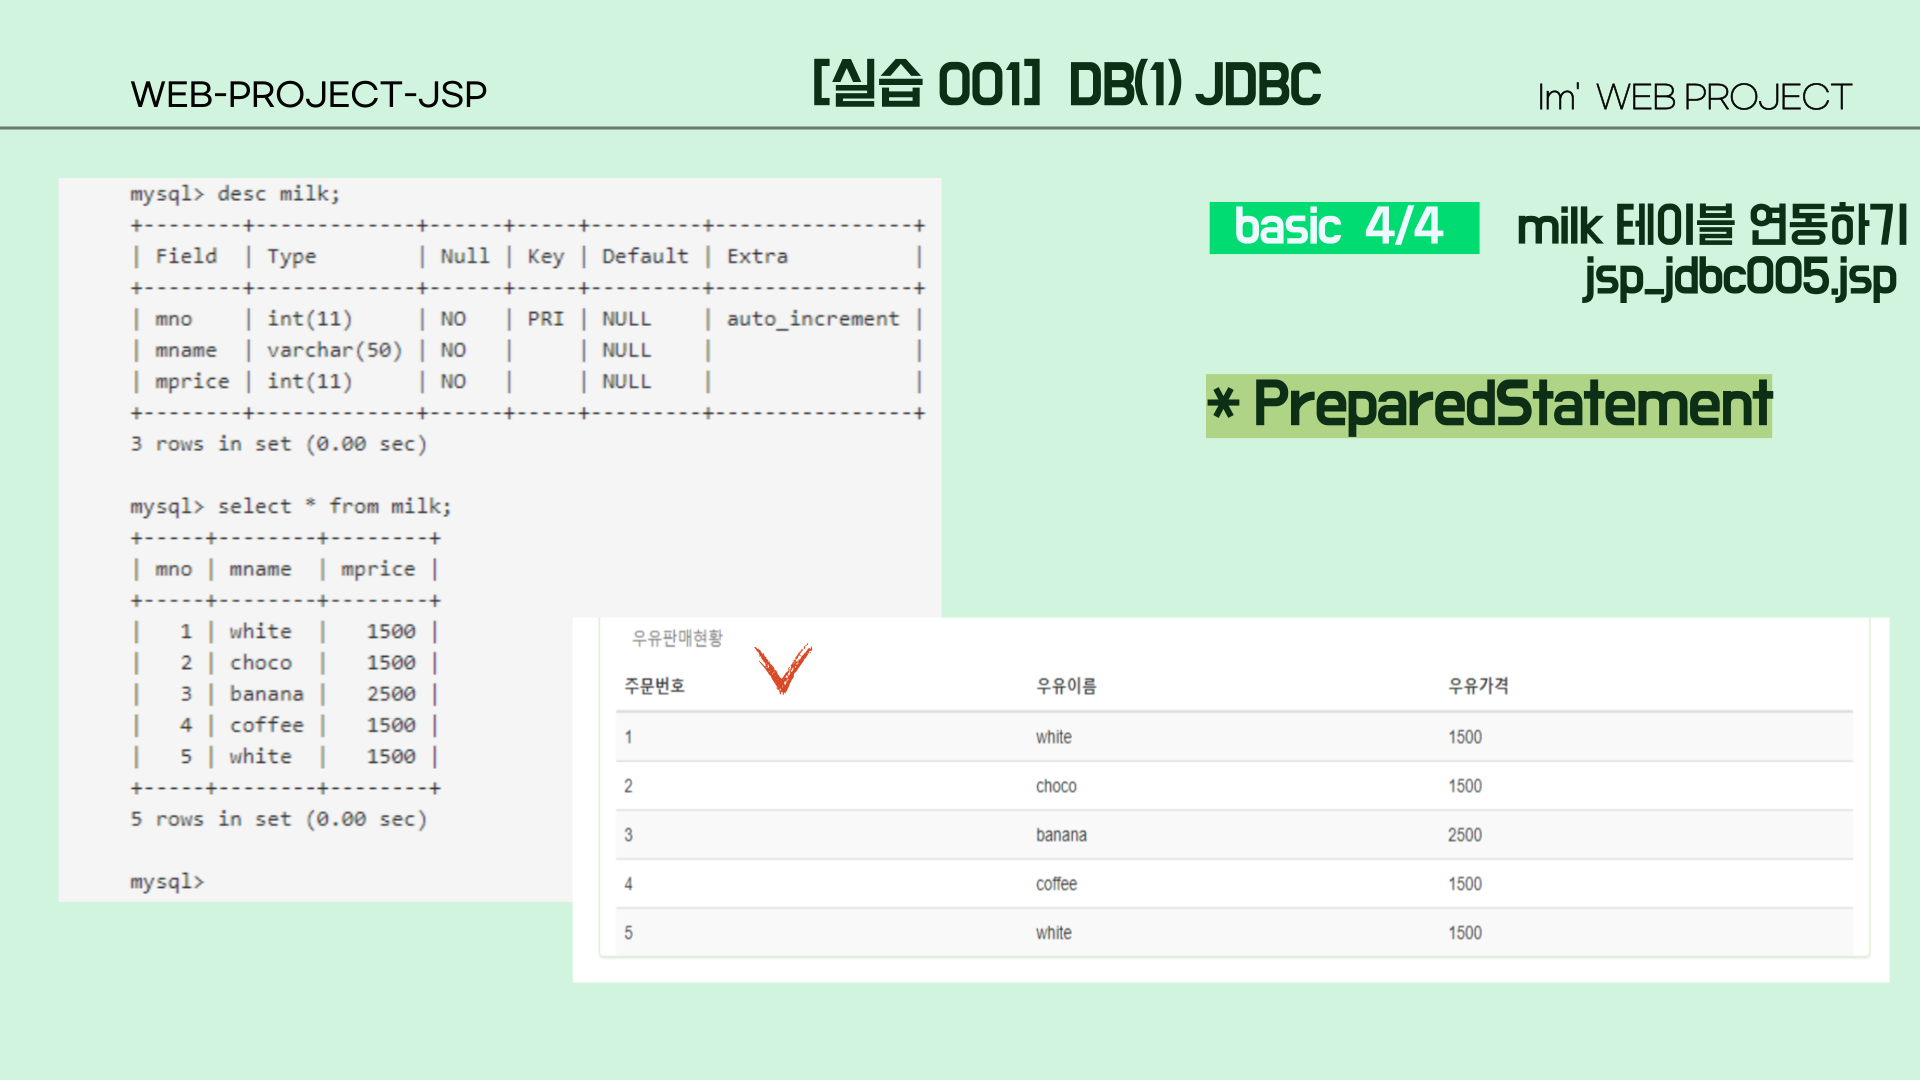 WEB-PROJECT-JSP
[실습 001] DB(1) JDBC
Im' WEB PROJECT
mysql> desc milk;
+--------+-------------+------+-----+---------+----------------+
| Field  | Type        | Null | Key | Default | Extra          |
+--------+-------------+------+-----+---------+----------------+
| mno    | int(11)     | NO   | PRI | NULL    | auto_increment |
| mname  | varchar(50) | NO   |     | NULL    |                |
| mprice | int(11)     | NO   |     | NULL    |                |
+--------+-------------+------+-----+---------+----------------+
3 rows in set (0.00 sec)
mysql> select * from milk;
+-----+--------+--------+
| mno | mname  | mprice |
+-----+--------+--------+
|   1 | white  |   1500 |
|   2 | choco  |   1500 |
|   3 | banana |   2500 |
|   4 | coffee |   1500 |
|   5 | white  |   1500 |
+-----+--------+--------+
5 rows in set (0.00 sec)
mysql>
basic 4/4
milk 테이블 연동하기
jsp_jdbc005.jsp
* PreparedStatement
우유판매현황
주문번호 우유이름 우유가격
1 white 1500
2 choco 1500
3 banana 2500
4 coffee 1500
5 white 1500